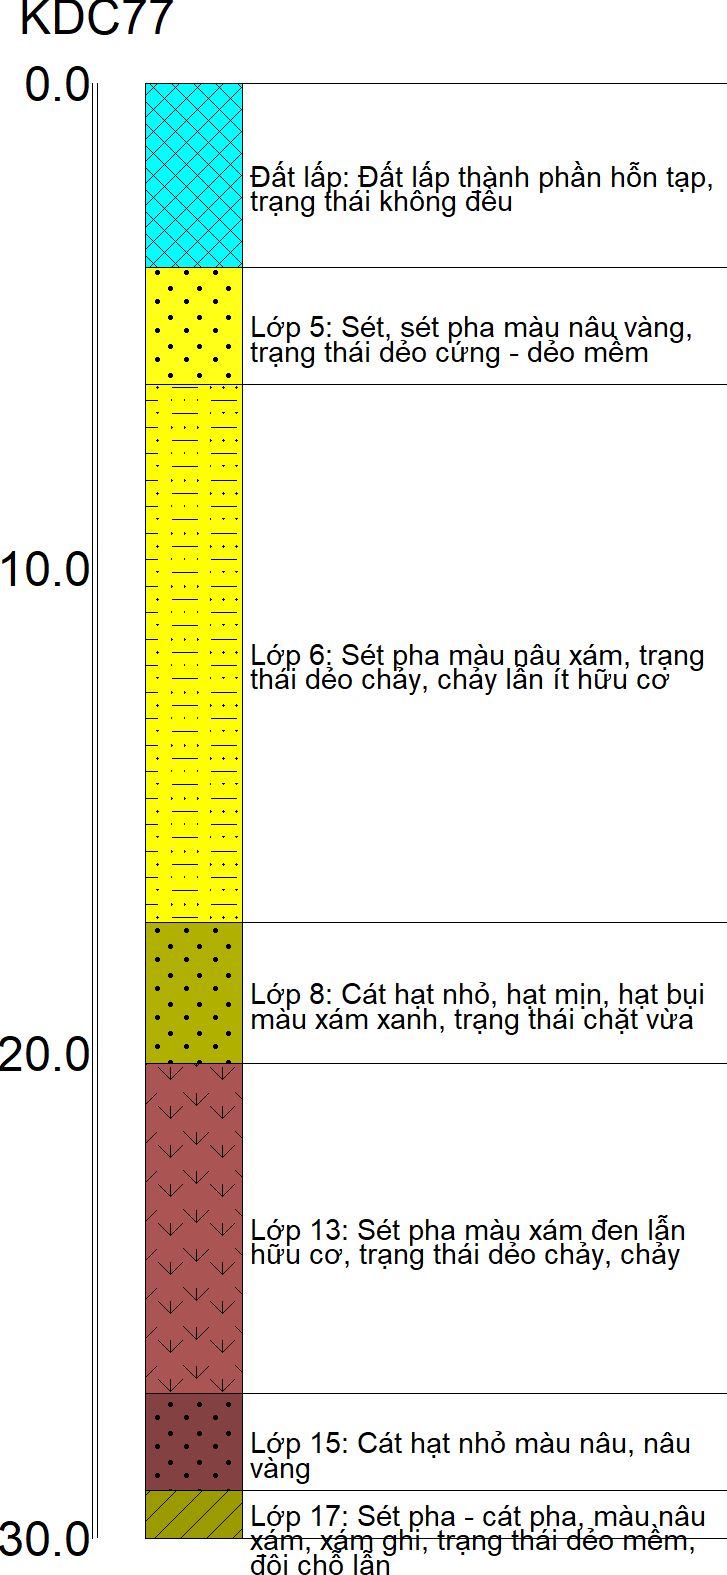 KDC77
0.0
Đất lấp: Đất lấp thành phần hỗn tạp,
trạng thái không đều
Lớp 5: Sét, sét pha màu nâu vàng,
trạng thái dẻo cứng - dẻo mềm
10.0
Lớp 6: Sét pha màu nâu xám, trạng
thái dẻo chảy, chảy lẫn ít hữu cơ
Lớp 8: Cát hạt nhỏ, hạt mịn, hạt bụi
màu xám xanh, trạng thái chặt vừa
20.0
Lớp 13: Sét pha màu xám đen lẫn
hữu cơ, trạng thái dẻo chảy, chảy
Lớp 15: Cát hạt nhỏ màu nâu, nâu
vàng
Lớp 17: Sét pha - cát pha, màu nâu
30.0
xám, xám ghi, trạng thái dẻo mềm,
đôi chỗ lẫn